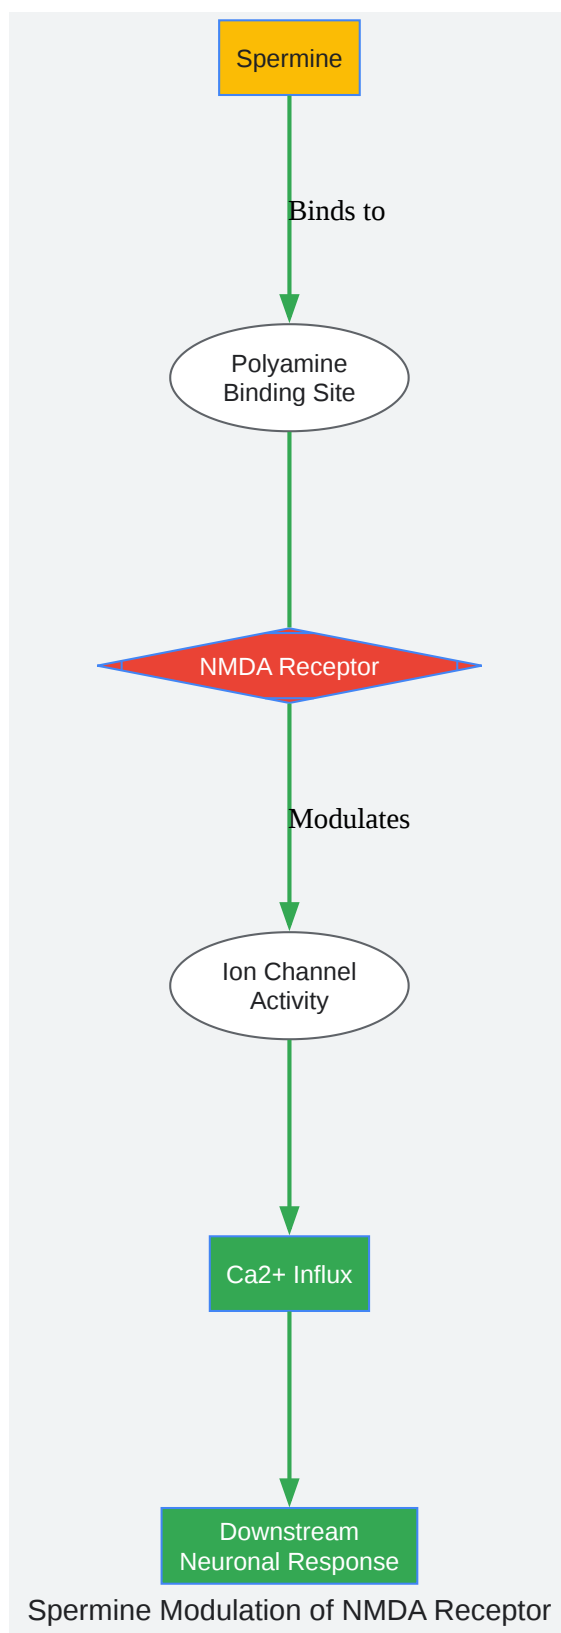 Spermine
Binds to
Polyamine
Binding Site
NMDA Receptor
Modulates
Ion Channel
Activity
Ca2+ Influx
Downstream
Neuronal Response
Spermine Modulation of NMDA Receptor